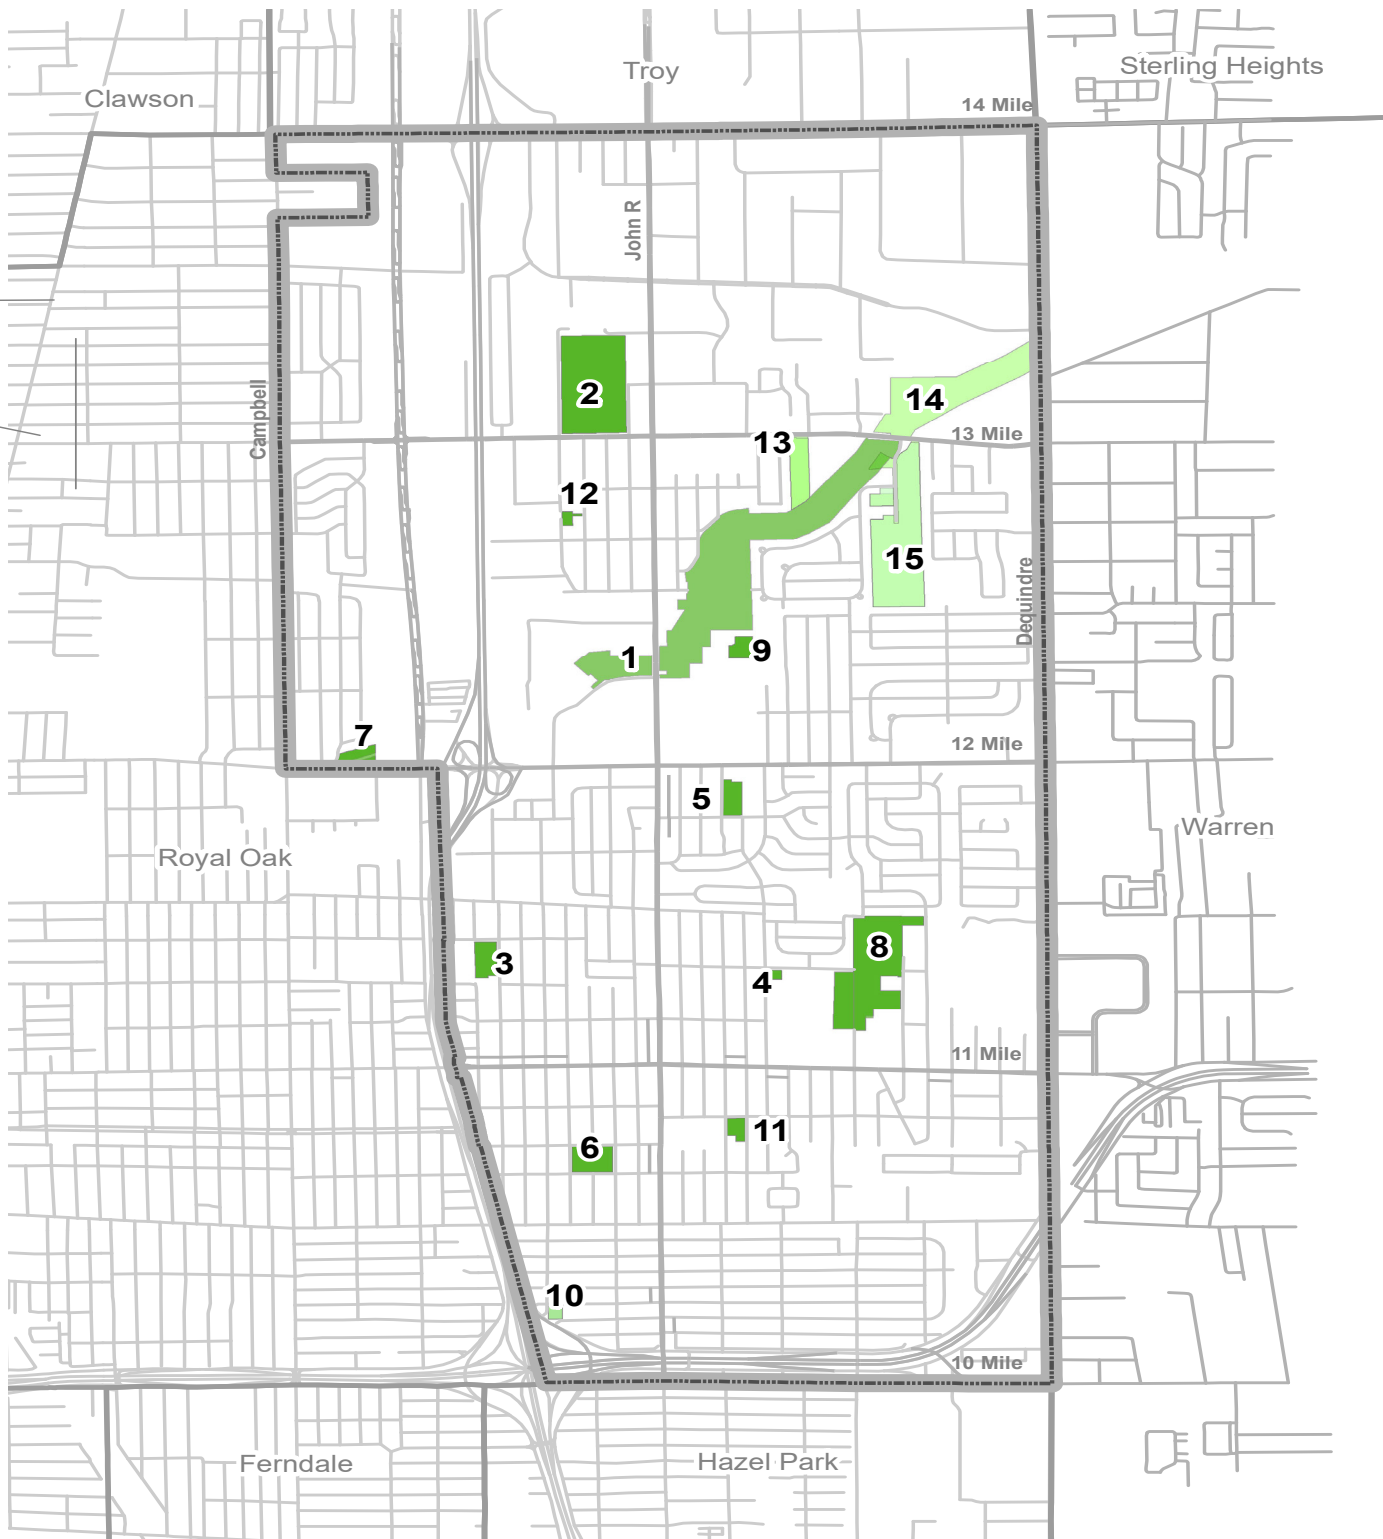 Troy
Sterling Heights
Clawson
14 Mile
John R
2
14
Campbell
13 Mile
13
12
15
Dequindre
1
9
7
12 Mile
5
Warren
Royal Oak
8
3
4
11 Mile
11
6
10
10 Mile
Ferndale
Hazel Park